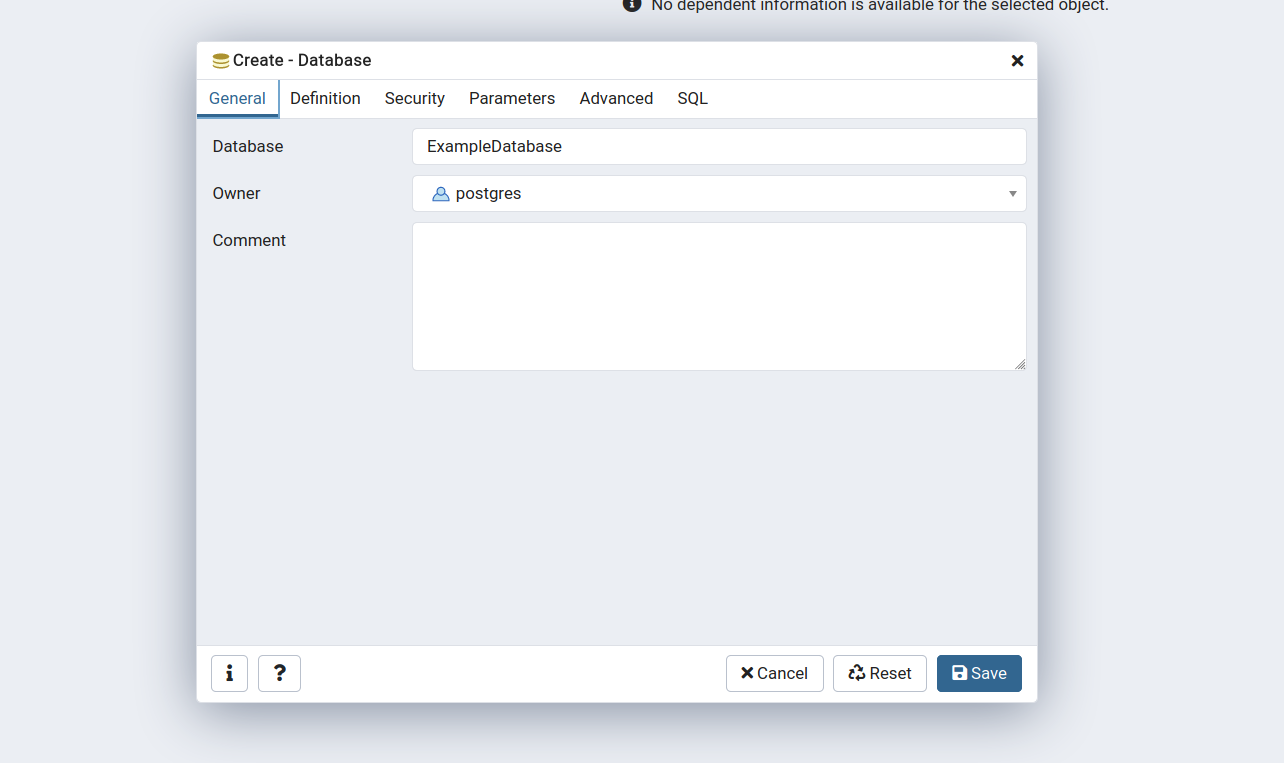 No dependent information is available for the selected object.
Create - Database
General Definition Security Parameters Advanced SQL
Database ExampleDatabase
Owner postgres
Comment
Cancel Reset Save